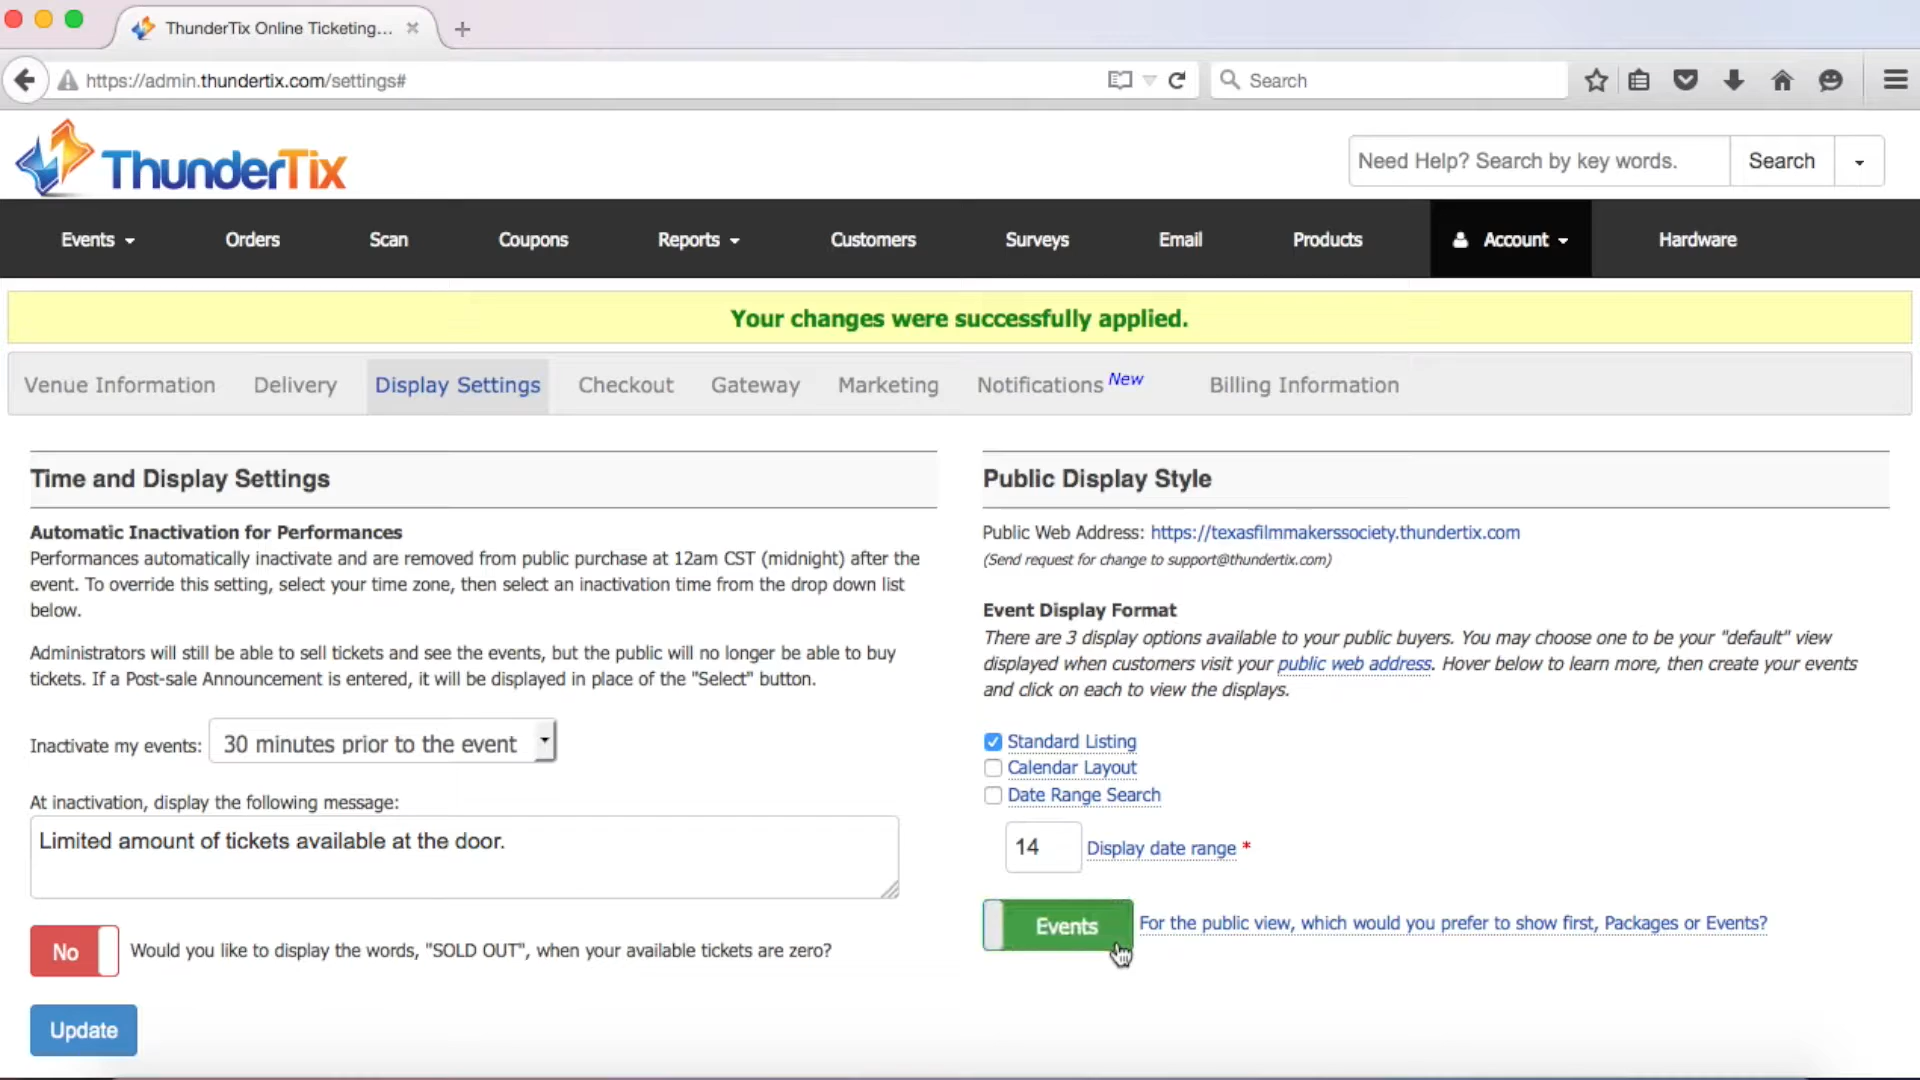 ThunderTix Online Ticketing...
https://admin.thundertix.com/settings#
Search
ThunderTix
Need Help? Search by key words.
Search
Events
Orders
Scan
Coupons
Reports
Customers
Surveys
Email
Products
Account
Hardware
Your changes were successfully applied.
Venue Information
Delivery
Display Settings
Checkout
Gateway
Marketing
Notifications New
Billing Information
Time and Display Settings
Automatic Inactivation for Performances
Performances automatically inactivate and are removed from public purchase at 12am CST (midnight) after the
event. To override this setting, select your time zone, then select an inactivation time from the drop down list
below.
Administrators will still be able to sell tickets and see the events, but the public will no longer be able to buy
tickets. If a Post-sale Announcement is entered, it will be displayed in place of the "Select" button.
Inactivate my events: 30 minutes prior to the event
At inactivation, display the following message:
Limited amount of tickets available at the door.
No Would you like to display the words, "SOLD OUT", when your available tickets are zero?
Update
Public Display Style
Public Web Address: https://texasfilmmakerssociety.thundertix.com
(Send request for change to support@thundertix.com)
Event Display Format
There are 3 display options available to your public buyers. You may choose one to be your "default" view
displayed when customers visit your public web address. Hover below to learn more, then create your events
and click on each to view the displays.
Standard Listing
Calendar Layout
Date Range Search
14 Display date range *
Events For the public view, which would you prefer to show first, Packages or Events?